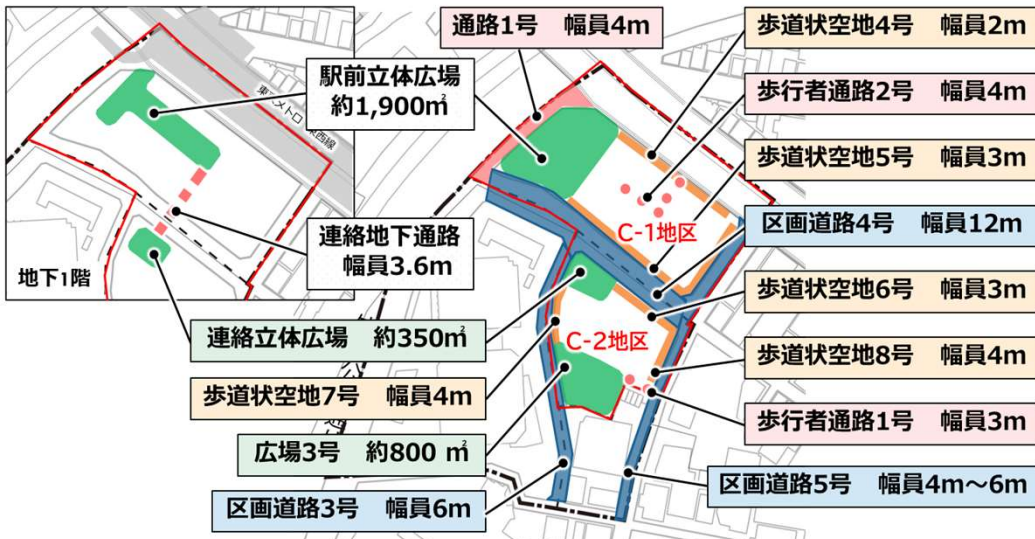 通路1号　幅員4m
歩道状空地4号　幅員2m
駅前立体広場
約1,900㎡
歩行者通路2号　幅員4m
歩道状空地5号　幅員3m
C-1地区
区画道路4号　幅員12m
連絡地下通路
幅員3.6m
地下1階
歩道状空地6号　幅員3m
連絡立体広場　約350㎡
C-2地区
歩道状空地8号　幅員4m
歩道状空地7号　幅員4m
歩行者通路1号　幅員3m
広場3号　約800 ㎡
区画道路3号　幅員6m
区画道路5号　幅員4m～6m